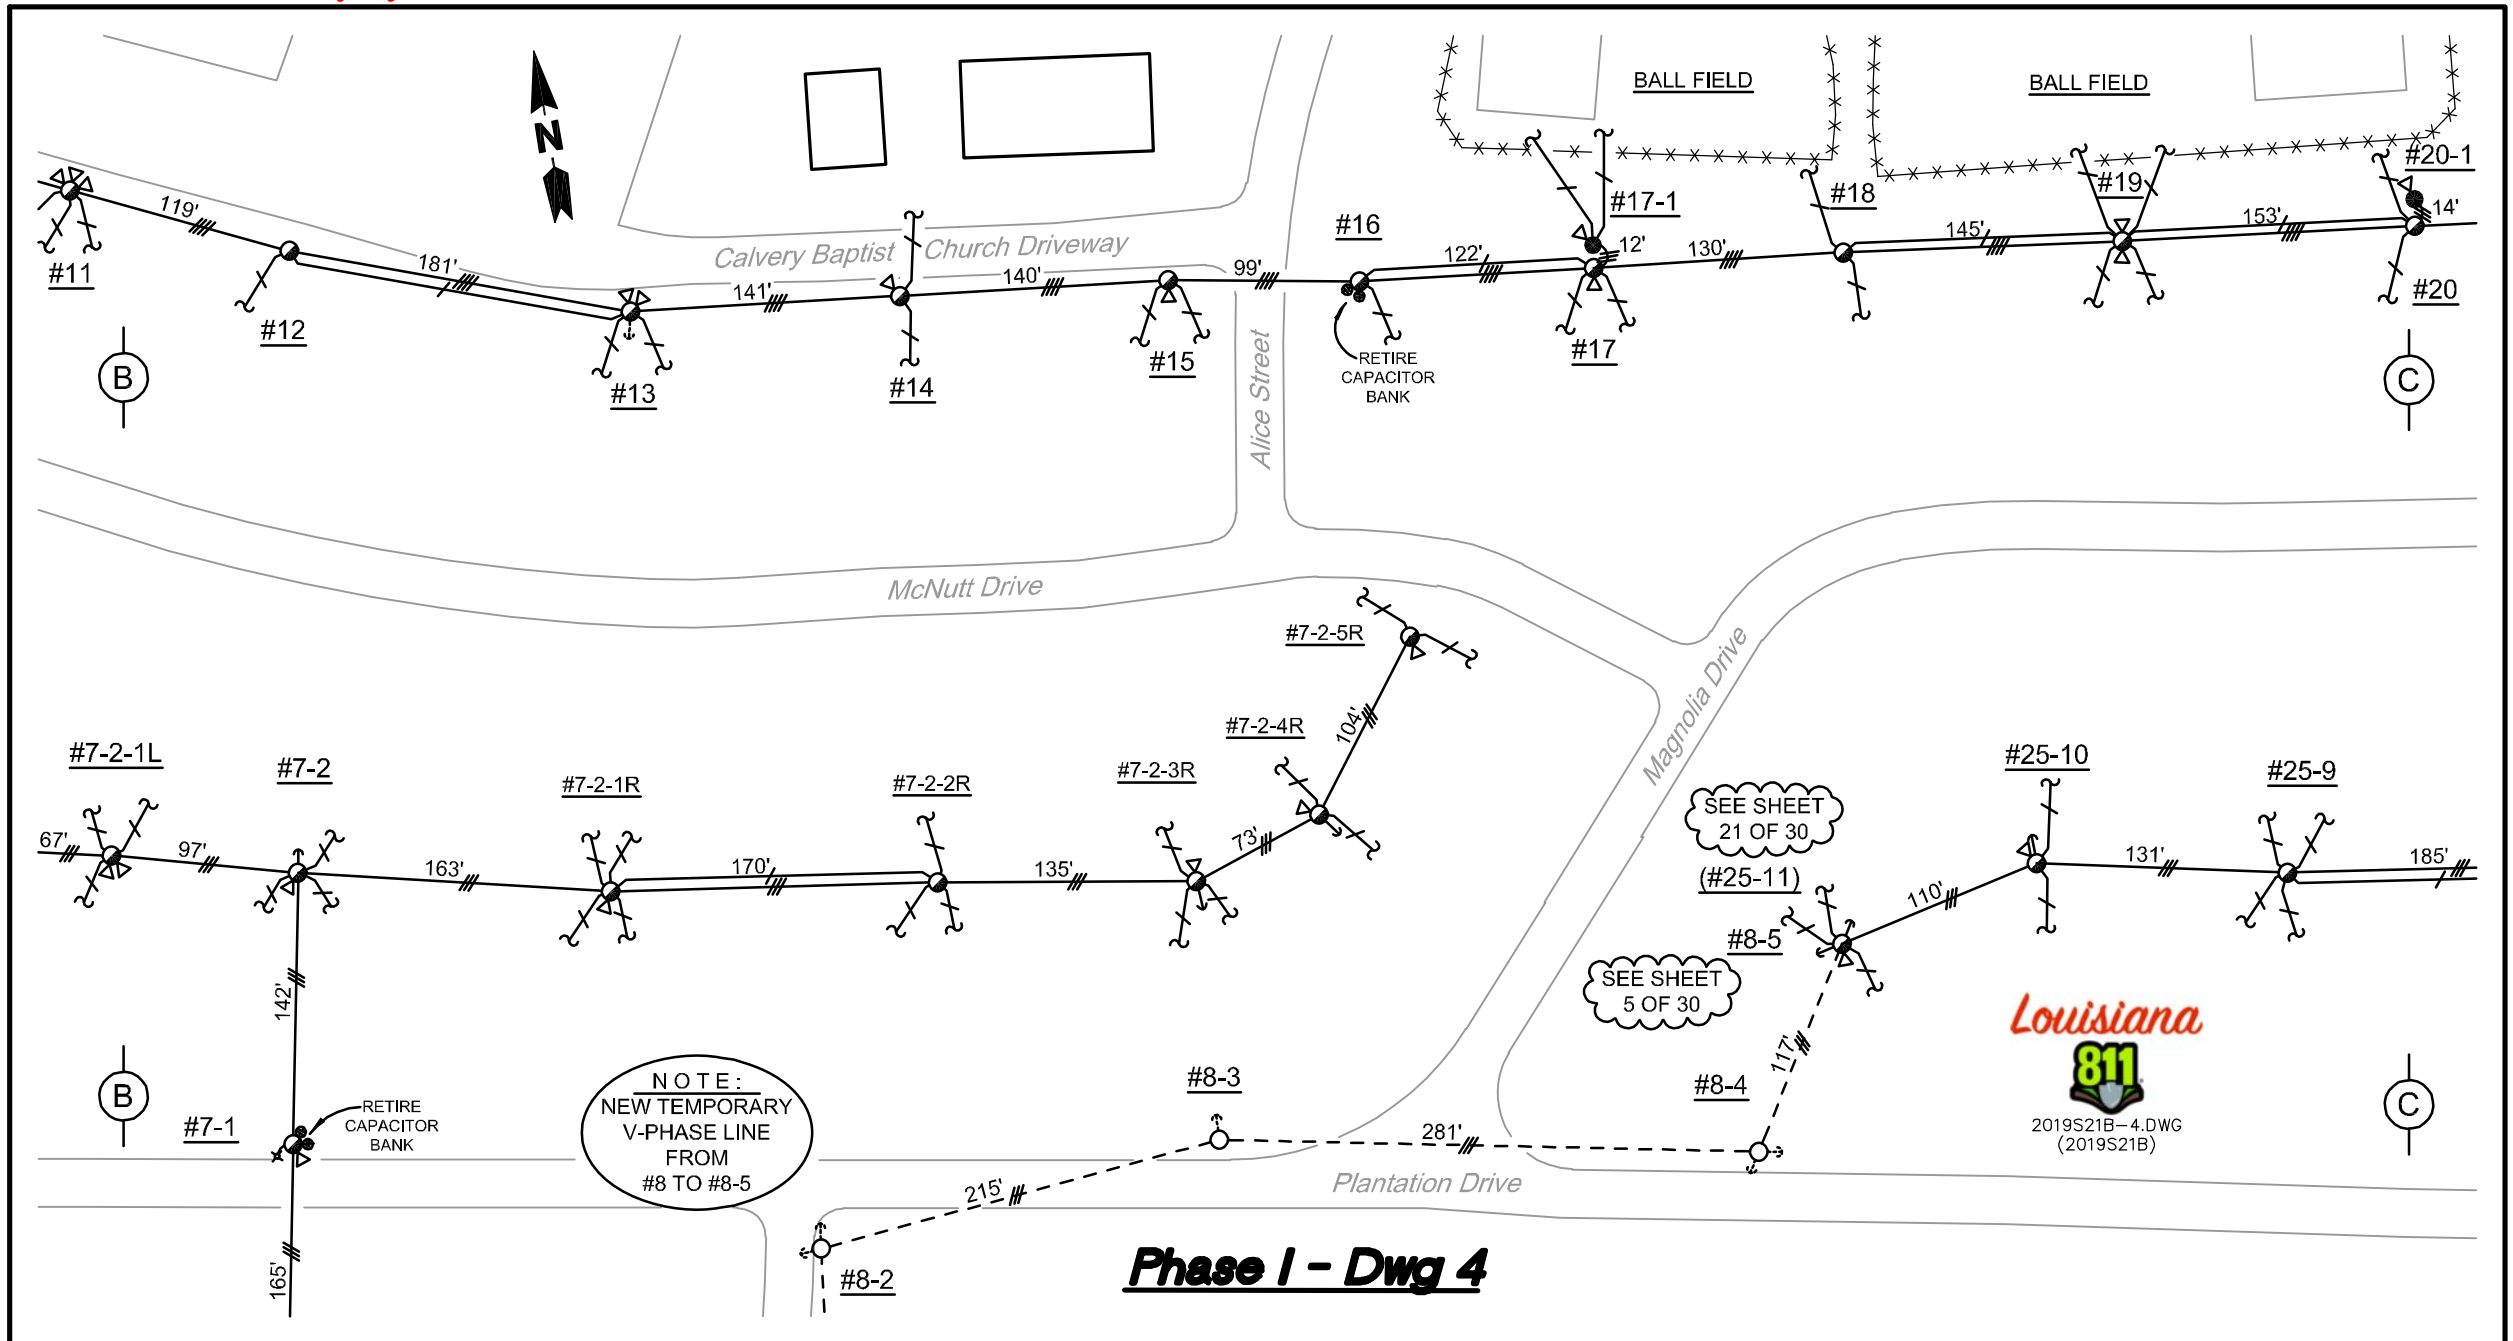 BALL FIELD
BALL FIELD
N
#20-1
#19
#18
#17-1
#16
119'
#11
#12
181'
Calvery Baptist Church Driveway
141'
140'
99'
122'
12'
130'
145'
153'
14'
#13
#14
#15
#17
#20
RETIRE
CAPACITOR
BANK
B
C
Alice Street
McNutt Drive
Magnolia Drive
#7-2-5R
#7-2-4R
104'
#7-2-1L
#7-2
#7-2-1R
#7-2-2R
#7-2-3R
67'
97'
163'
170'
135'
73'
SEE SHEET
21 OF 30
(#25-11)
#25-10
#25-9
110'
131'
185'
#8-5
SEE SHEET
5 OF 30
142'
117'
Louisiana
811
2019S21B-4.DWG
(2019S21B)
B
C
#7-1
RETIRE
CAPACITOR
BANK
NOTE:
NEW TEMPORARY
V-PHASE LINE
FROM
#8 TO #8-5
#8-3
#8-4
281'
215'
Plantation Drive
165'
#8-2
Phase I - Dwg 4